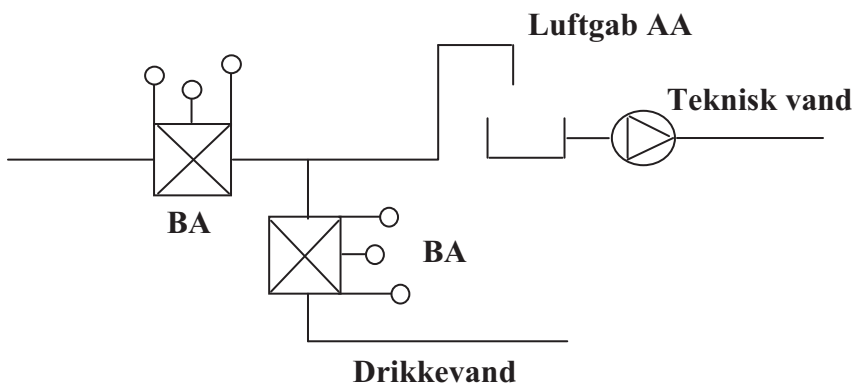 Luftgab AA
Teknisk vand
BA
BA
Drikkevand